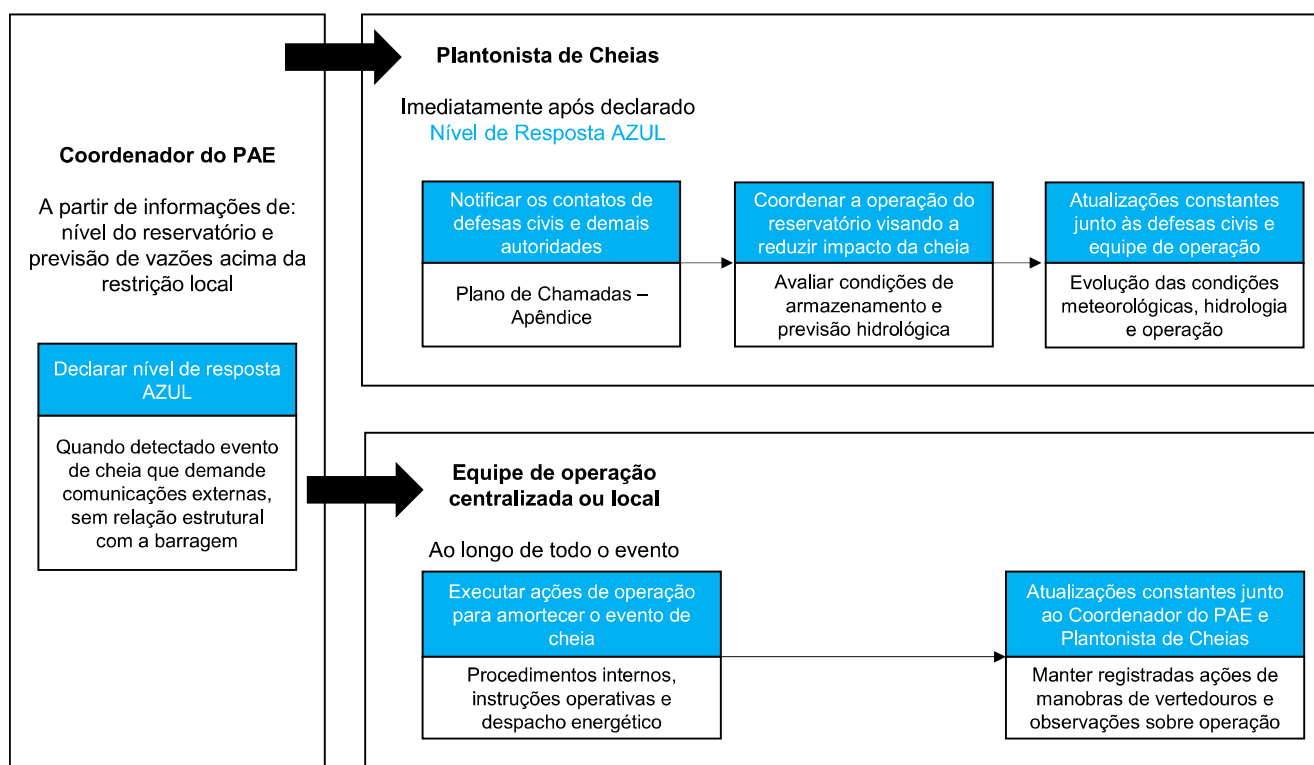 Coordenador do PAE
A partir de informações de:
nível do reservatório e
previsão de vazões acima da
restrição local
Declarar nível de resposta
AZUL
Quando detectado evento
de cheia que demande
comunicações externas,
sem relação estrutural
com a barragem
Plantonista de Cheias
Imediatamente após declarado
Nível de Resposta AZUL
Notificar os contatos de
defesas civis e demais
autoridades
Plano de Chamadas –
Apêndice
Coordenar a operação do
reservatório visando a
reduzir impacto da cheia
Avaliar condições de
armazenamento e
previsão hidrológica
Atualizações constantes
junto às defesas civis e
equipe de operação
Evolução das condições
meteorológicas, hidrologia
e operação
Equipe de operação
centralizada ou local
Ao longo de todo o evento
Executar ações de operação
para amortecer o evento de
cheia
Procedimentos internos,
instruções operativas e
despacho energético
Atualizações constantes junto
ao Coordenador do PAE e
Plantonista de Cheias
Manter registradas ações de
manobras de vertedouros e
observações sobre operação